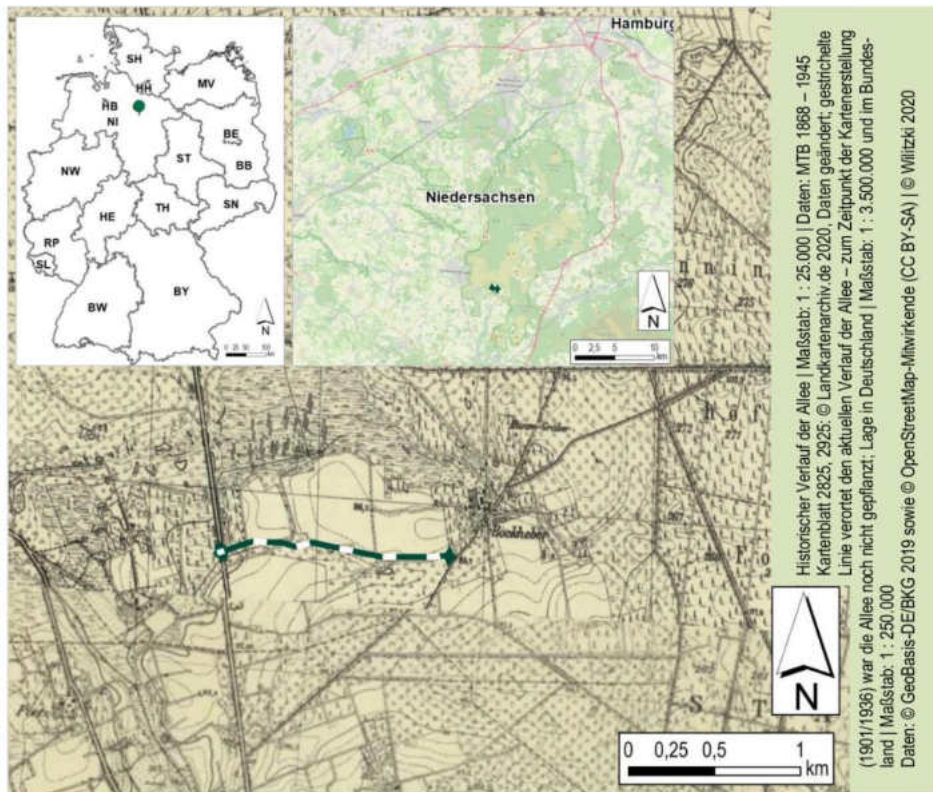 SH
HH
MV
HB
NI
BE
BB
ST
NW
HE
TH
SN
RP
SL
BW
BY
N
0 25 50 100
km
Hamburg
Niedersachsen
N
0 2,5 5 10
km
N
0 0,25 0,5 1
km
Historischer Verlauf der Allee | Maßstab: 1 : 25.000 | Daten: MTB 1868 – 1945
Kartenblatt 2825, 2925: © Landkartenarchiv.de 2020, Daten geändert; gestrichelte
Linie verortet den aktuellen Verlauf der Allee – zum Zeitpunkt der Kartenerstellung
(1901/1936) war die Allee noch nicht gepflanzt; Lage in Deutschland | Maßstab: 1 : 3.500.000 und im Bundes-
land | Maßstab: 1 : 250.000
Daten: © GeoBasis-DE/BKG 2019 sowie © OpenStreetMap-Mitwirkende (CC BY-SA) | © Wilitzki 2020